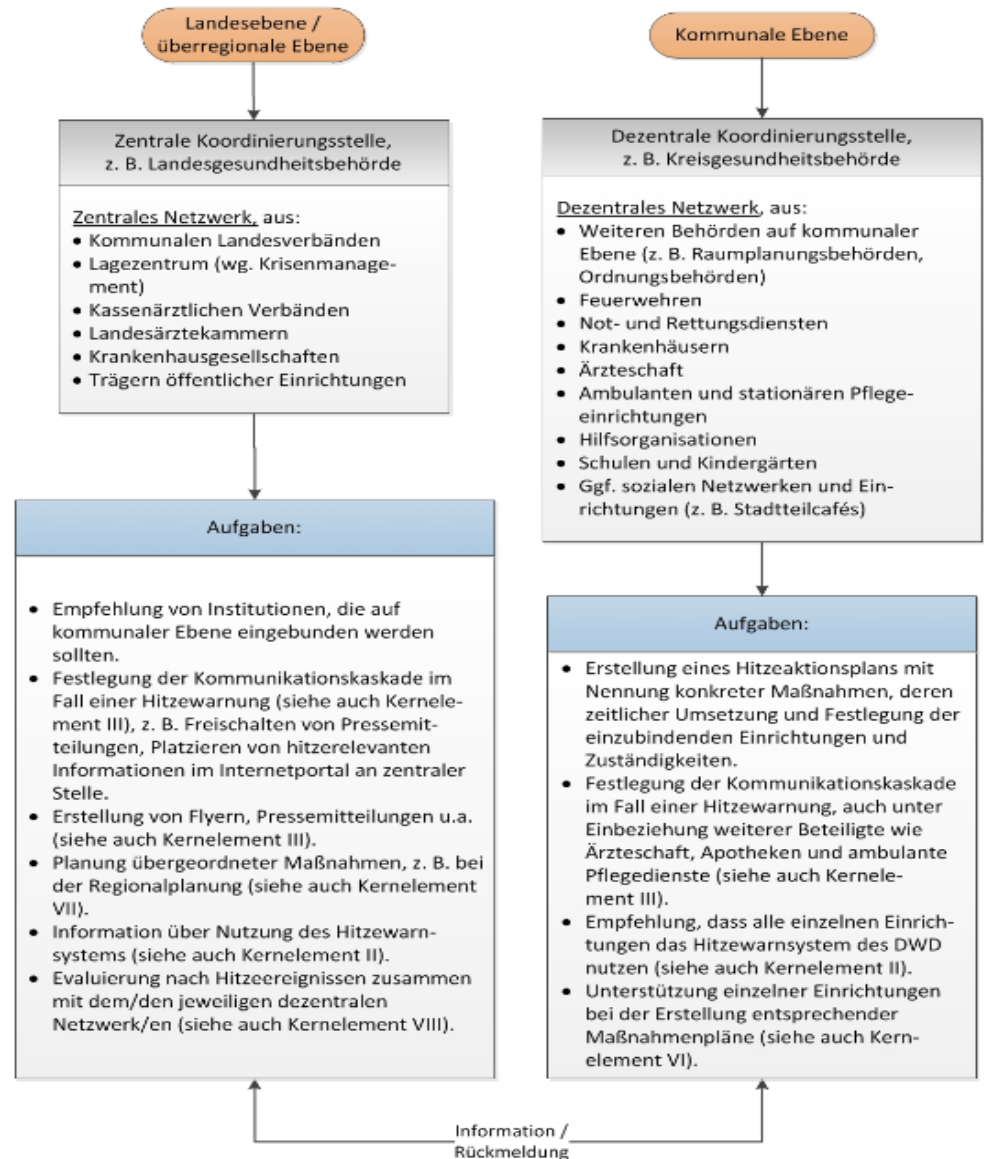 Landesebene /
überregionale Ebene
Zentrale Koordinierungsstelle,
z. B. Landesgesundheitsbehörde
Zentrales Netzwerk, aus:
• Kommunalen Landesverbänden
• Lagezentrum (wg. Krisenmanage-
ment)
• Kassenärztlichen Verbänden
• Landesärztekammern
• Krankenhausgesellschaften
• Trägern öffentlicher Einrichtungen
Aufgaben:
• Empfehlung von Institutionen, die auf
kommunaler Ebene eingebunden werden
sollten.
• Festlegung der Kommunikationskaskade im
Fall einer Hitzewarnung (siehe auch Kernele-
ment III), z. B. Freischalten von Pressemit-
teilungen, Platzieren von hitzerelevanten
Informationen im Internetportal an zentraler
Stelle.
• Erstellung von Flyern, Pressemitteilungen u.a.
(siehe auch Kernelement III).
• Planung übergeordneter Maßnahmen, z. B. bei
der Regionalplanung (siehe auch Kernelement
VII).
• Information über Nutzung des Hitzewarn-
systems (siehe auch Kernelement II).
• Evaluierung nach Hitzeereignissen zusammen
mit dem/den jeweiligen dezentralen
Netzwerk/en (siehe auch Kernelement VIII).
Kommunale Ebene
Dezentrale Koordinierungsstelle,
z. B. Kreisgesundheitsbehörde
Dezentrales Netzwerk, aus:
• Weiteren Behörden auf kommunaler
Ebene (z. B. Raumplanungsbehörden,
Ordnungsbehörden)
• Feuerwehren
• Not- und Rettungsdiensten
• Krankenhäusern
• Ärzteschaft
• Ambulanten und stationären Pflege-
einrichtungen
• Hilfsorganisationen
• Schulen und Kindergärten
• Ggf. sozialen Netzwerken und Ein-
richtungen (z. B. Stadtteilcafés)
Aufgaben:
• Erstellung eines Hitzeaktionsplans mit
Nennung konkreter Maßnahmen, deren
zeitlicher Umsetzung und Festlegung der
einzubindenden Einrichtungen und
Zuständigkeiten.
• Festlegung der Kommunikationskaskade
im Fall einer Hitzewarnung, auch unter
Einbeziehung weiterer Beteiligte wie
Ärzteschaft, Apotheken und ambulante
Pflegedienste (siehe auch Kernele-
ment III).
• Empfehlung, dass alle einzelnen Einrich-
tungen das Hitzewarnsystem des DWD
nutzen (siehe auch Kernelement II).
• Unterstützung einzelner Einrichtungen
bei der Erstellung entsprechender
Maßnahmenpläne (siehe auch Kern-
element VI).
Information /
Rückmeldung